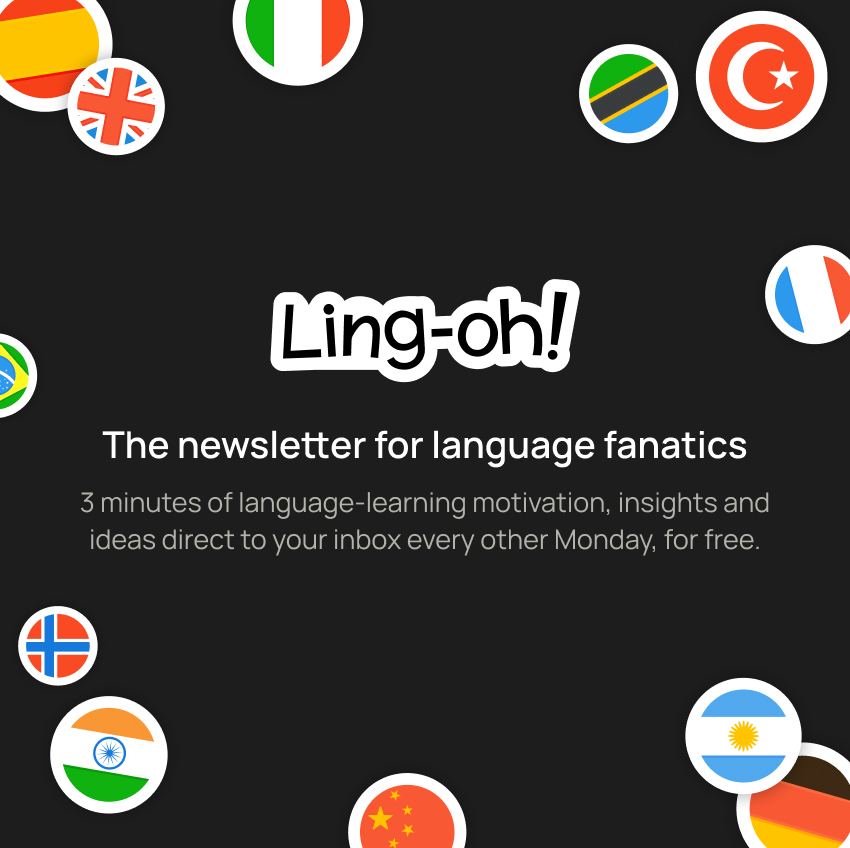 Ling-oh!
The newsletter for language fanatics
3 minutes of language-learning motivation, insights and
ideas direct to your inbox every other Monday, for free.